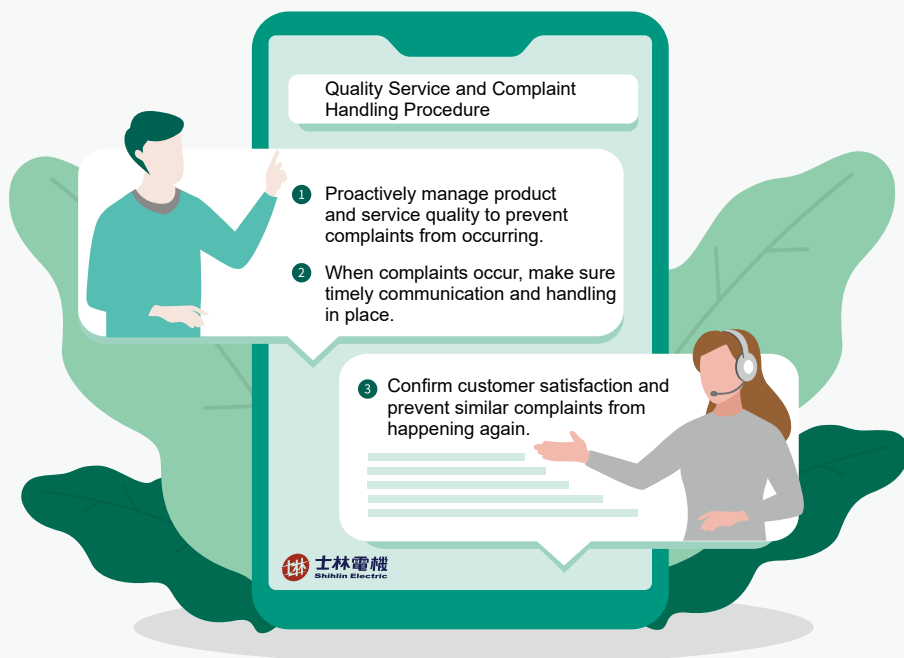 Quality Service and Complaint
Handling Procedure
1 Proactively manage product
and service quality to prevent
complaints from occurring.
2 When complaints occur, make sure
timely communication and handling
in place.
3 Confirm customer satisfaction and
prevent similar complaints from
happening again.
士林 士林電機
Shihlin Electric